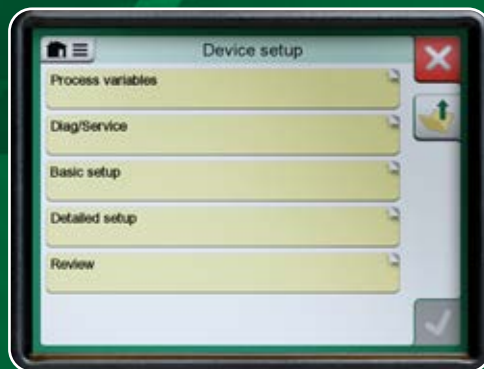 Device setup
Process variables
Diag/Service
Basic setup
Detailed setup
Review